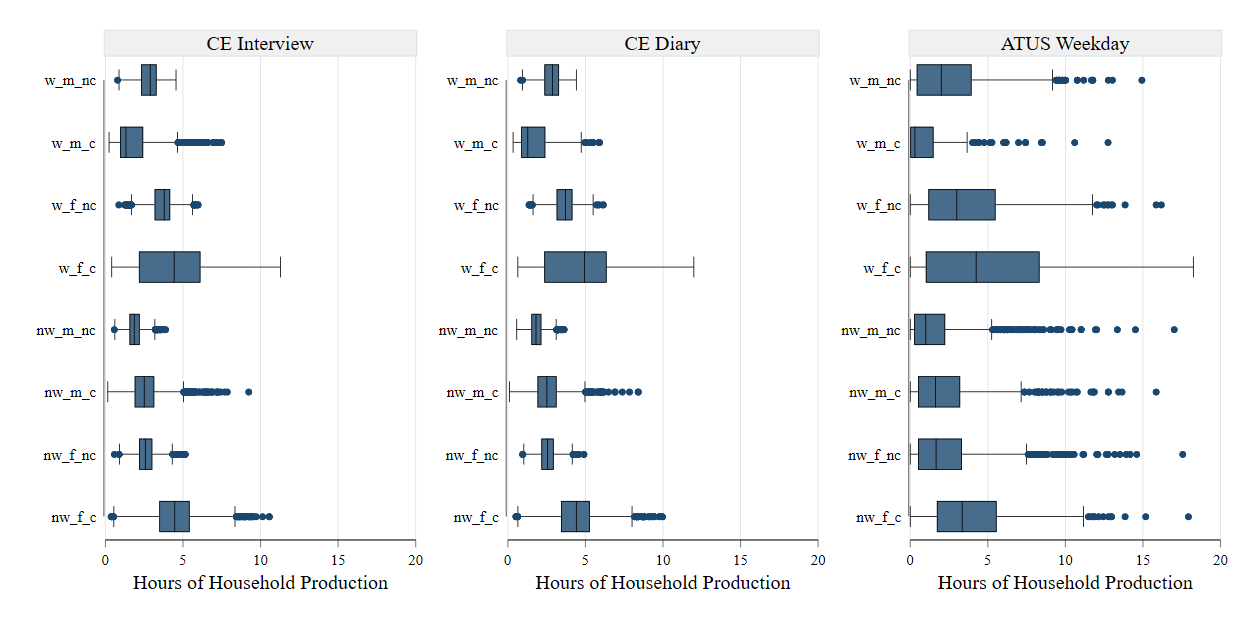 CE Interview
w_m_nc
w_m_c
w_f_nc
w_f_c
nw_m_nc
nw_m_c
nw_f_nc
nw_f_c
0 5 10 15 20
Hours of Household Production
CE Diary
w_m_nc
w_m_c
w_f_nc
w_f_c
nw_m_nc
nw_m_c
nw_f_nc
nw_f_c
0 5 10 15 20
Hours of Household Production
ATUS Weekday
w_m_nc
w_m_c
w_f_nc
w_f_c
nw_m_nc
nw_m_c
nw_f_nc
nw_f_c
0 5 10 15 20
Hours of Household Production